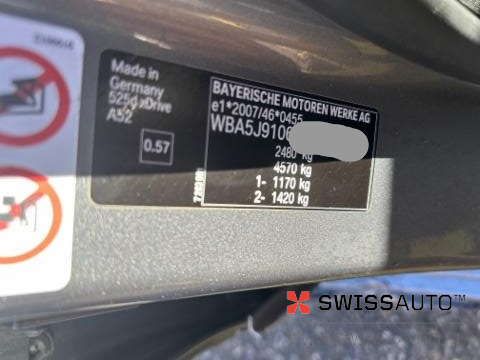 Made in
Germany
525d xDrive
A52
0.57
BAYERISCHE MOTOREN WERKE AG
e1*2007/46*0455
WBA5J9106
2480 kg
4570 kg
1- 1170 kg
2- 1420 kg
SWISSAUTO™